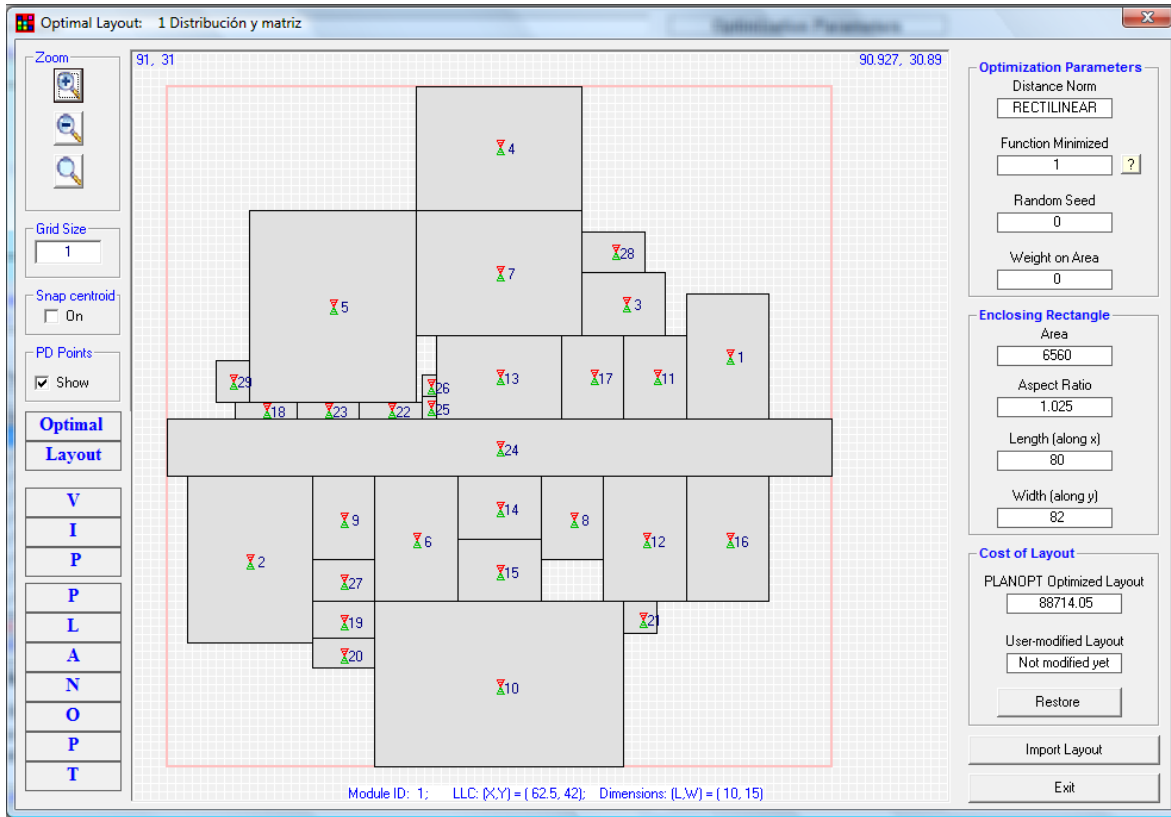 Optimal Layout: 1 Distribución y matriz
Optimization Parameters
X
Zoom
91, 31
90.927, 30.89
Grid Size
1
Snap centroid
On
PD Points
Show
Optimal
Layout
V
I
P
P
L
A
N
O
P
T
4
28
7
3
5
1
29
26
13
17
11
18
23
22
25
24
14
9
8
6
12
16
2
15
27
19
21
20
10
Module ID: 1; LLC: (X,Y) = ( 62.5, 42); Dimensions: (L,W) = ( 10, 15)
Optimization Parameters
Distance Norm
RECTILINEAR
Function Minimized
1 ?
Random Seed
0
Weight on Area
0
Enclosing Rectangle
Area
6560
Aspect Ratio
1.025
Length (along x)
80
Width (along y)
82
Cost of Layout
PLANOPT Optimized Layout
88714.05
User-modified Layout
Not modified yet
Restore
Import Layout
Exit